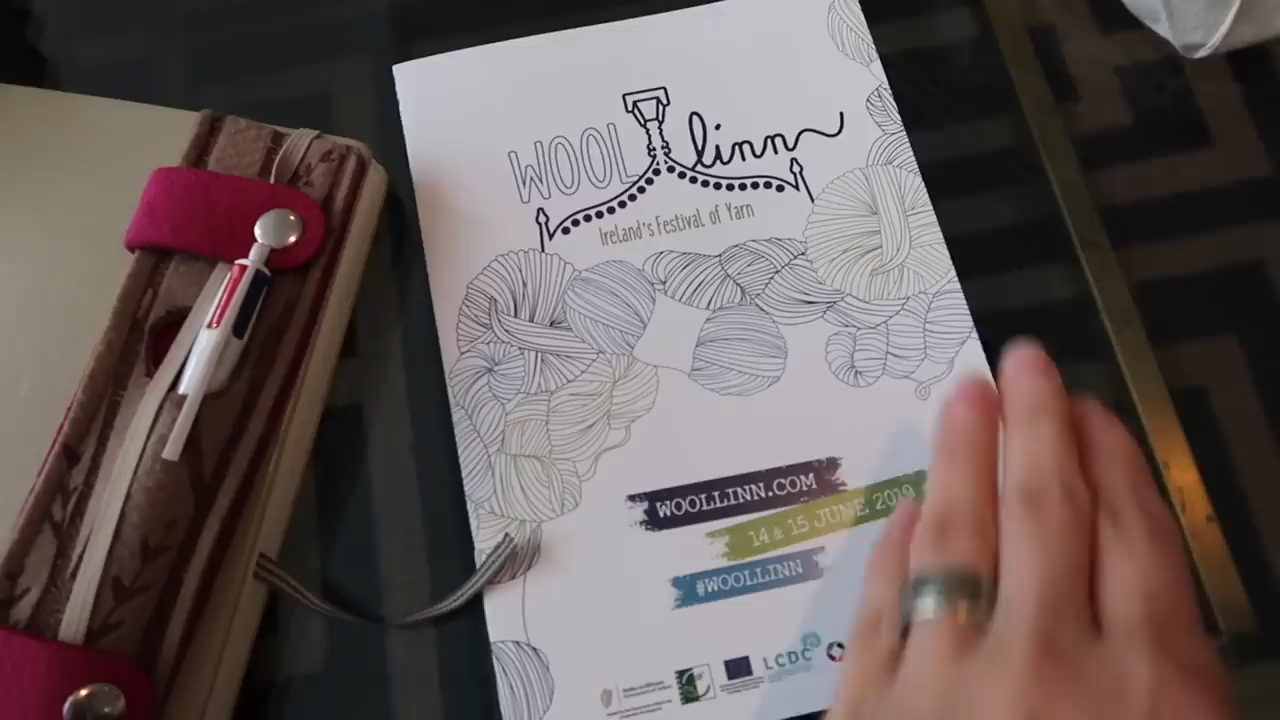 WOOL linn
Ireland's Festival of Yarn
WOOLLINN.COM
14 & 15 JUNE 2019
#WOOLLINN
LCDC